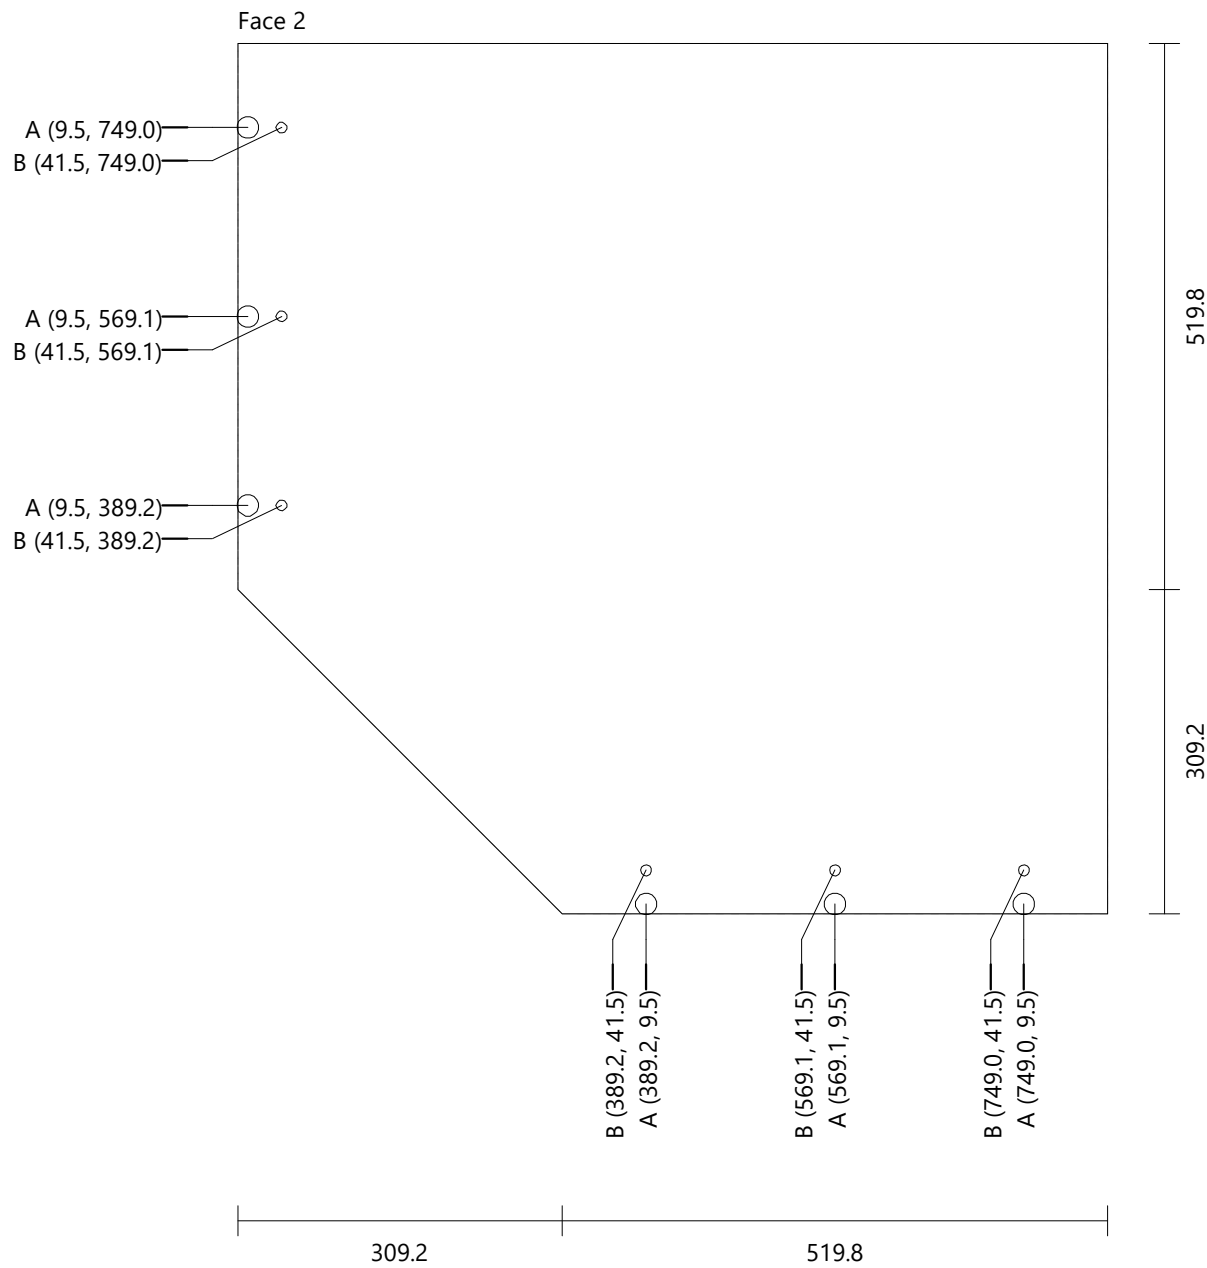 Face 2
A (9.5, 749.0)
B (41.5, 749.0)
A (9.5, 569.1)
B (41.5, 569.1)
A (9.5, 389.2)
B (41.5, 389.2)
519.8
309.2
B (389.2, 41.5)
A (389.2, 9.5)
B (569.1, 41.5)
A (569.1, 9.5)
B (749.0, 41.5)
A (749.0, 9.5)
309.2
519.8